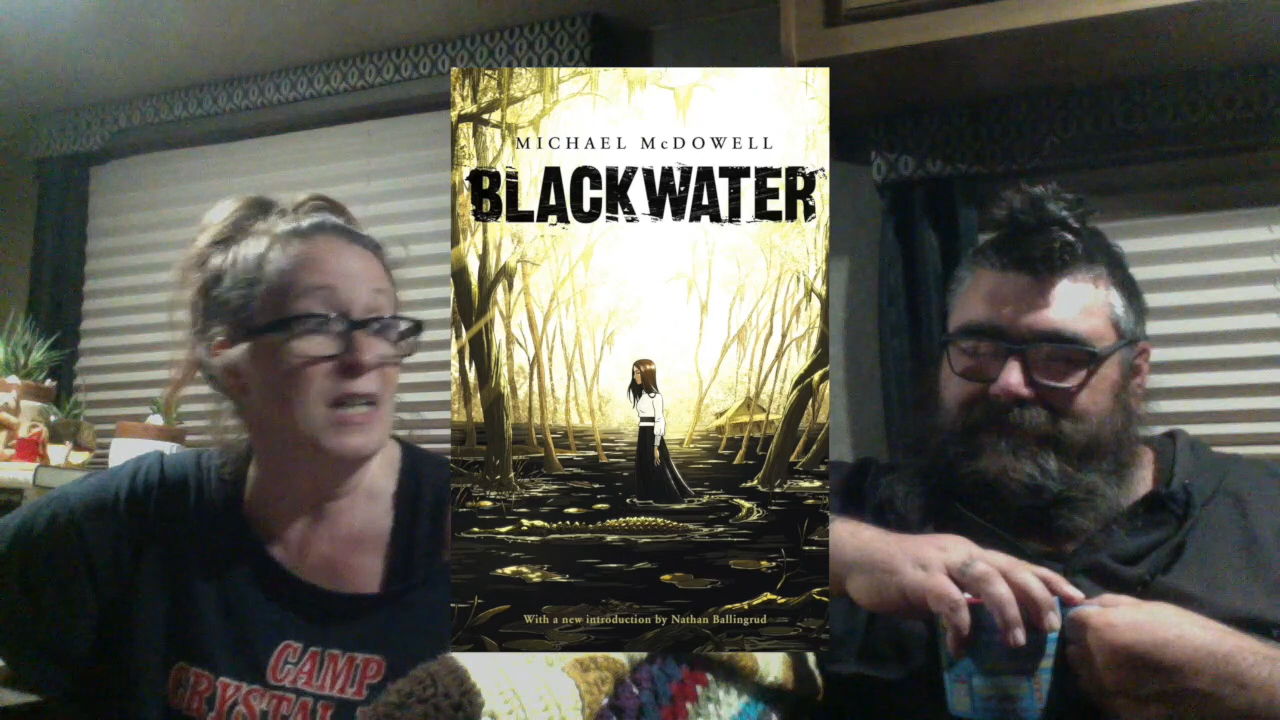 MICHAEL McDOWELL
BLACKWATER
With a new introduction by Nathan Ballingrud
CAMP
CRYSTAL